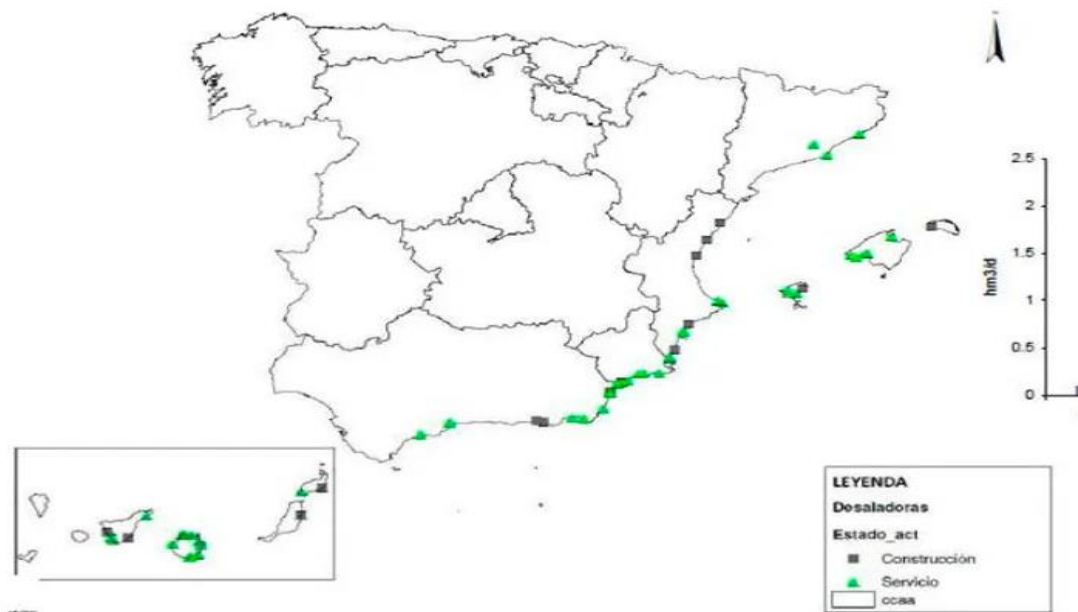 2.5
2
1.5
1
0.5
0
hm3/d
LEYENDA
Desaladoras
Estado_act
Construcción
Servicio
ccaa